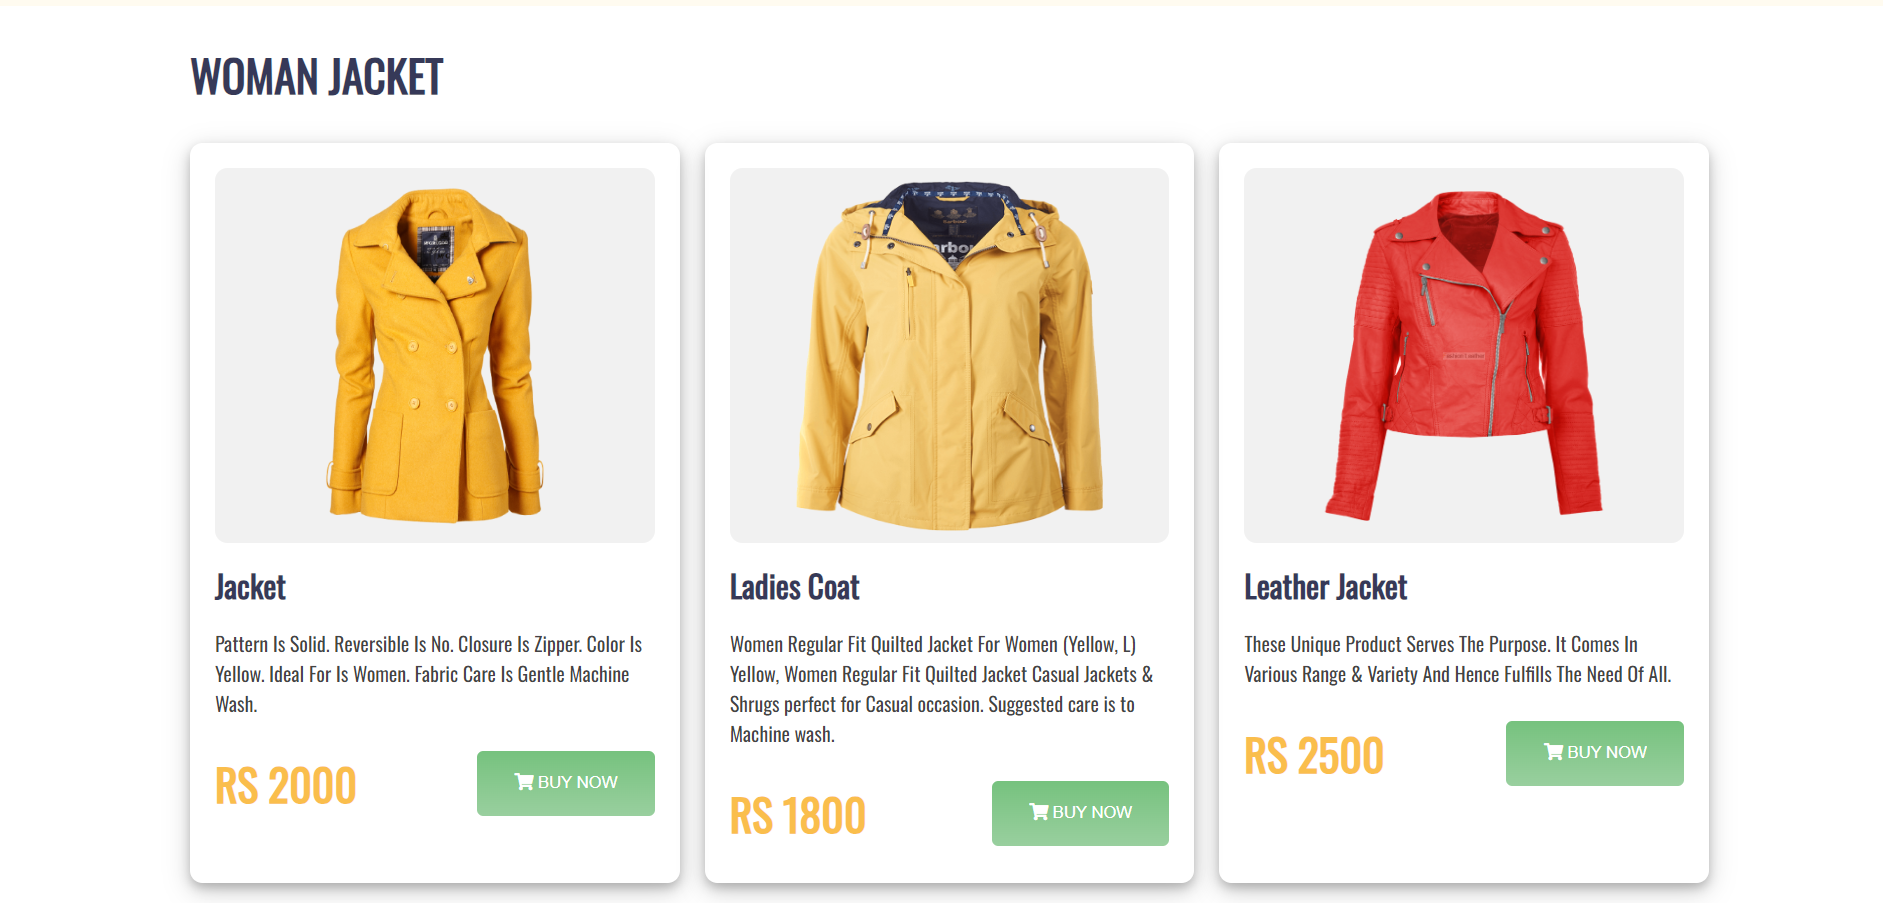 WOMAN JACKET
Jacket
Pattern Is Solid. Reversible Is No. Closure Is Zipper. Color Is
Yellow. Ideal For Is Women. Fabric Care Is Gentle Machine
Wash.
RS 2000
BUY NOW
arbou
Ladies Coat
Women Regular Fit Quilted Jacket For Women (Yellow, L)
Yellow, Women Regular Fit Quilted Jacket Casual Jackets &
Shrugs perfect for Casual occasion. Suggested care is to
Machine wash.
RS 1800
BUY NOW
Leather Jacket
These Unique Product Serves The Purpose. It Comes In
Various Range & Variety And Hence Fulfills The Need Of All.
RS 2500
BUY NOW